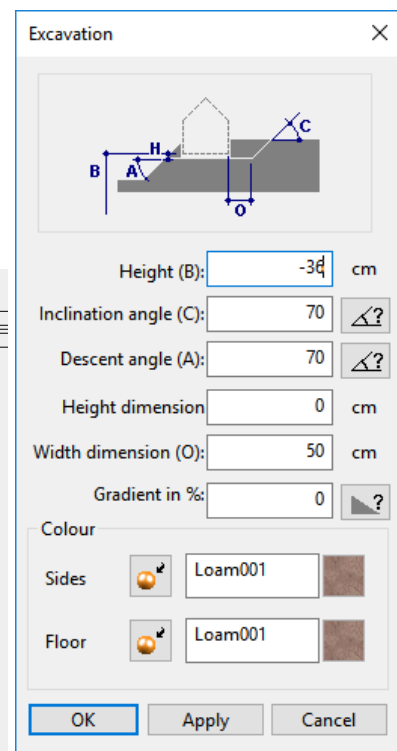 Excavation
C
H
B
A
O
Height (B): -36 cm
Inclination angle (C): 70 ?
Descent angle (A): 70 ?
Height dimension 0 cm
Width dimension (O): 50 cm
Gradient in %: 0 ?
Colour
Sides Loam001
Floor Loam001
OK Apply Cancel